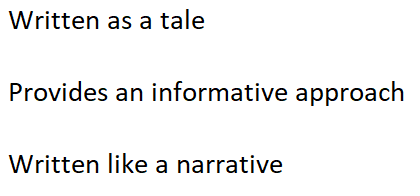 Written as a tale
Provides an informative approach
Written like a narrative